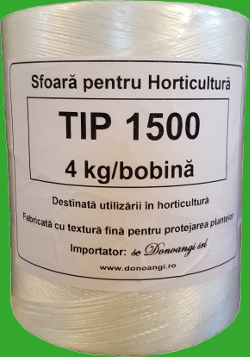 Sfoară pentru Horticultură
TIP 1500
4 kg/bobină
Destinată utilizării în horticultură
Fabricată cu textură fină pentru protejarea plantelor
Importator: sc Donoangi srl
www.donoangi.ro